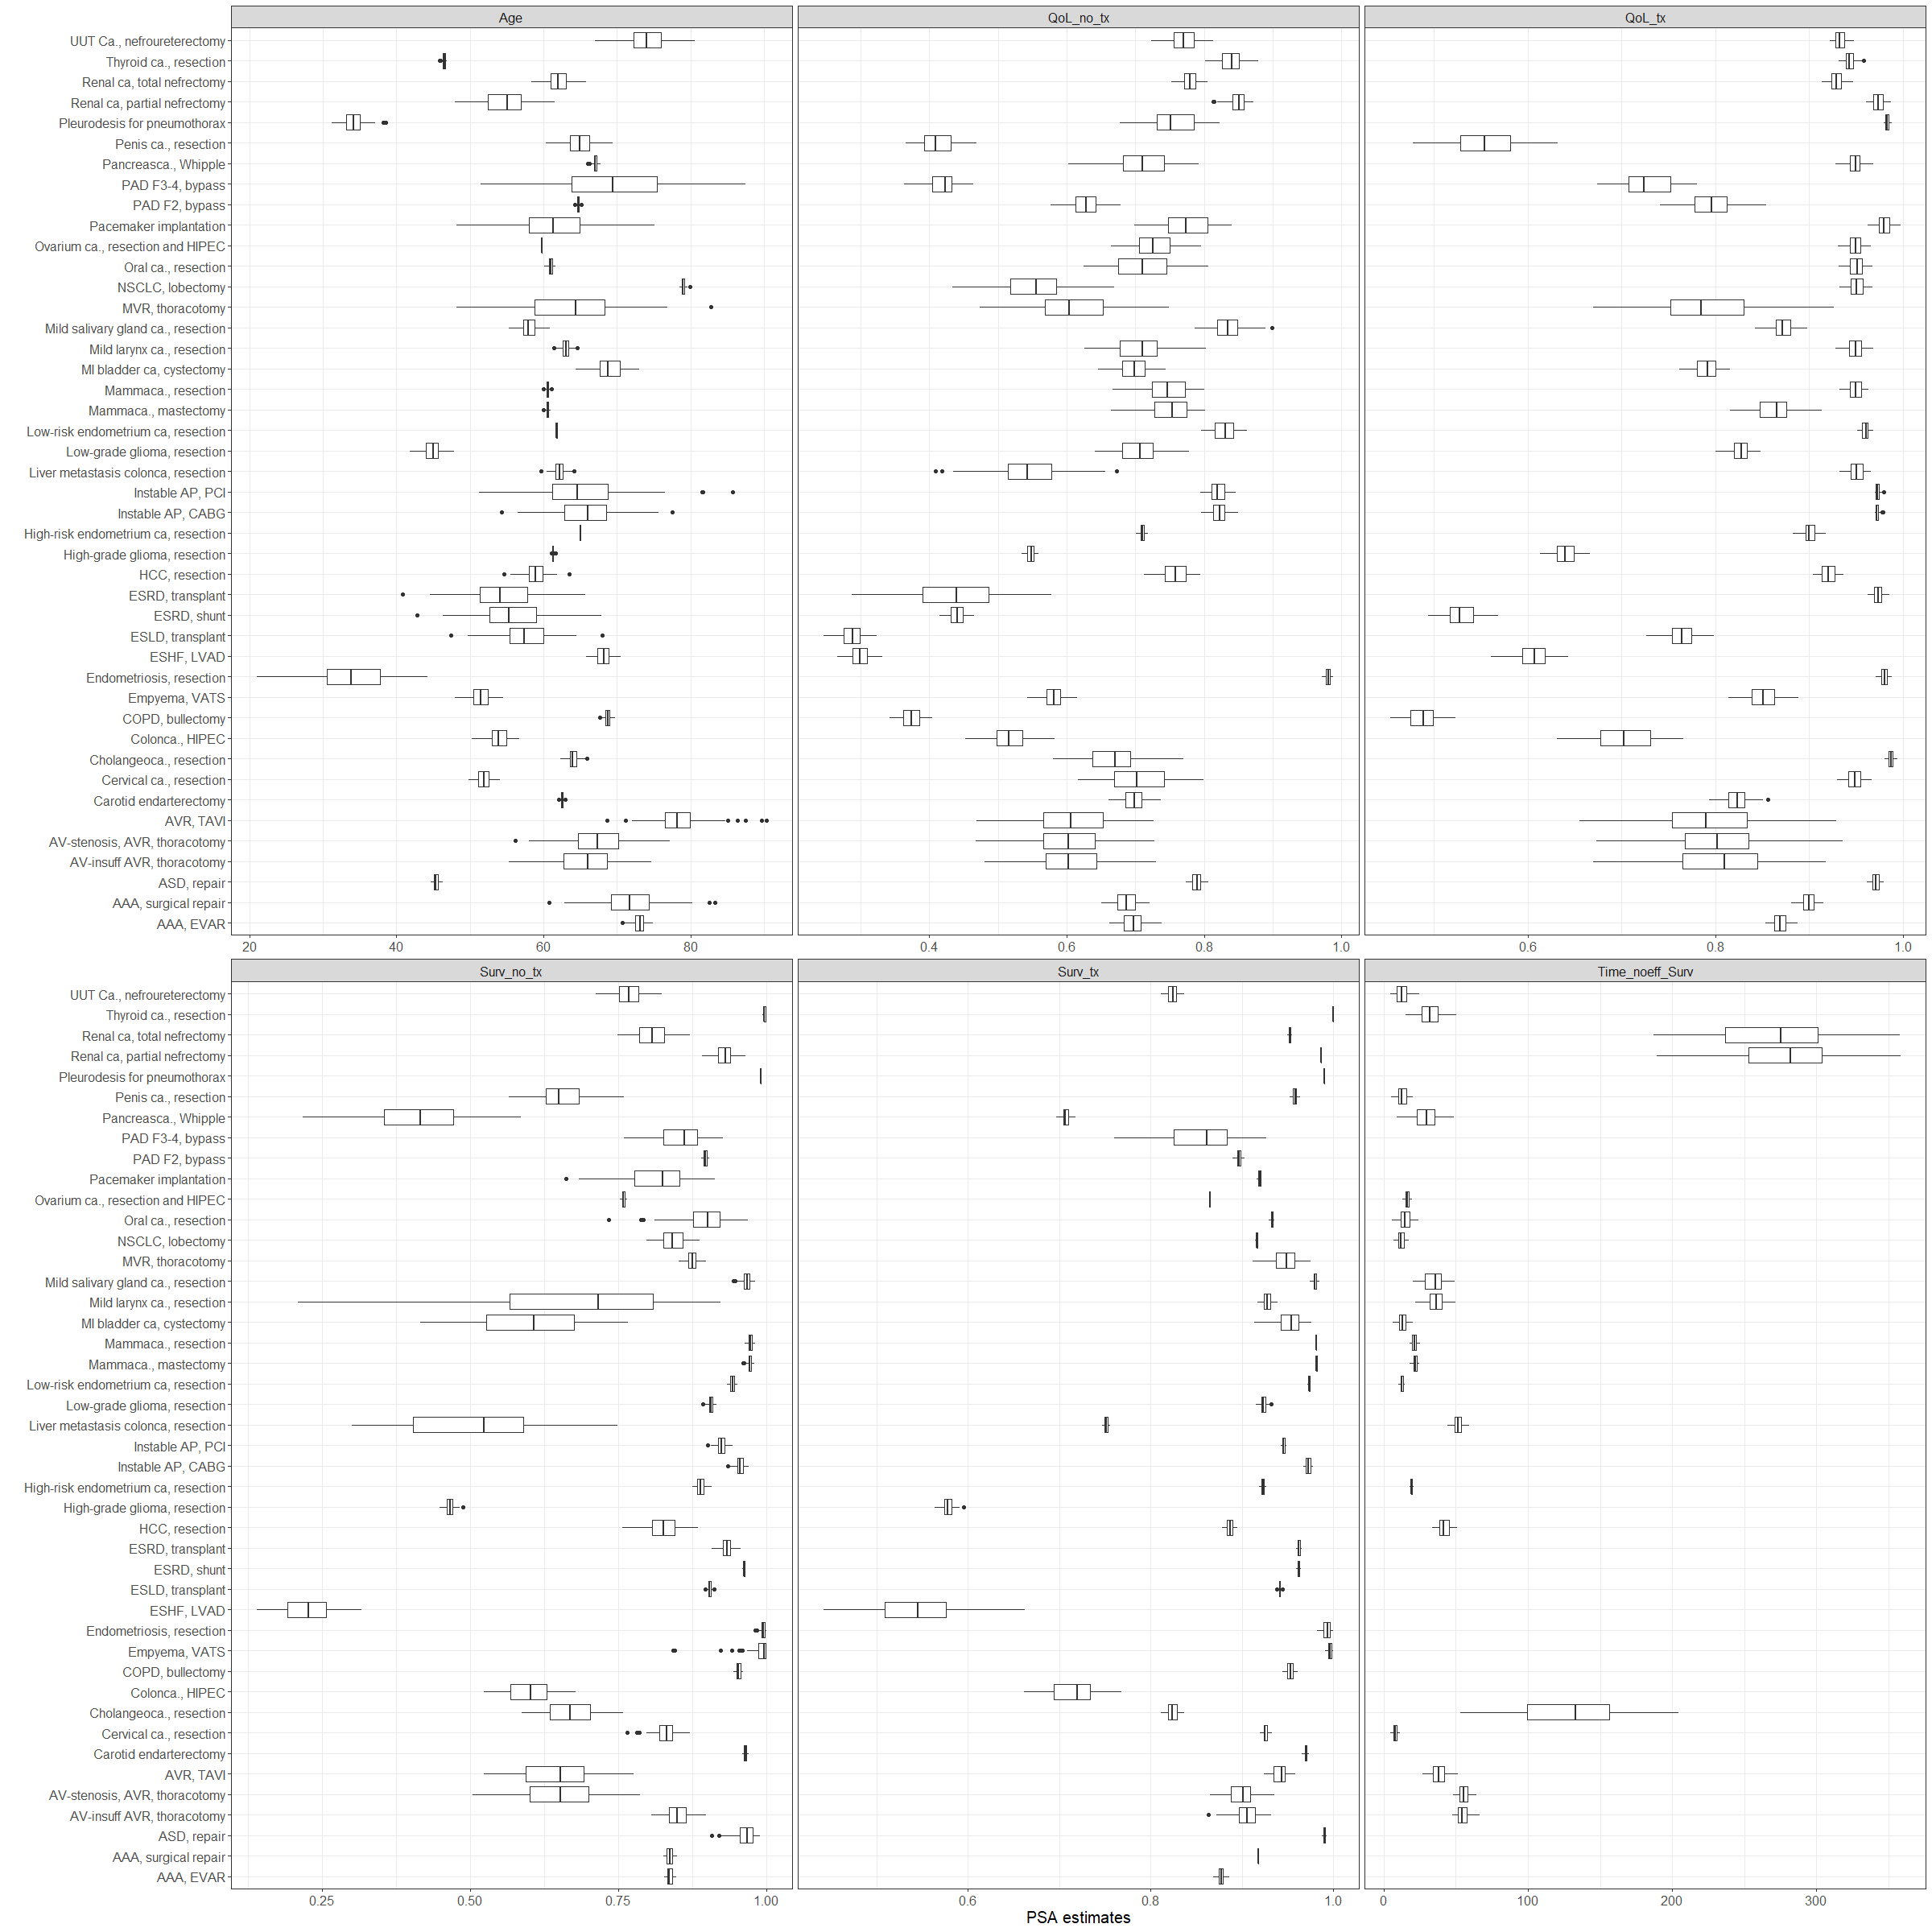 Age
QoL_no_tx
QoL_tx
UUT Ca., nefroureterectomy
Thyroid ca., resection
Renal ca, total nefrectomy
Renal ca, partial nefrectomy
Pleurodesis for pneumothorax
Penis ca., resection
Pancreasca., Whipple
PAD F3-4, bypass
PAD F2, bypass
Pacemaker implantation
Ovarium ca., resection and HIPEC
Oral ca., resection
NSCLC, lobectomy
MVR, thoracotomy
Mild salivary gland ca., resection
Mild larynx ca., resection
MI bladder ca, cystectomy
Mammaca., resection
Mammaca., mastectomy
Low-risk endometrium ca, resection
Low-grade glioma, resection
Liver metastasis colonca, resection
Instable AP, PCI
Instable AP, CABG
High-risk endometrium ca, resection
High-grade glioma, resection
HCC, resection
ESRD, transplant
ESRD, shunt
ESLD, transplant
ESHF, LVAD
Endometriosis, resection
Empyema, VATS
COPD, bullectomy
Colonca., HIPEC
Cholangeoca., resection
Cervical ca., resection
Carotid endarterectomy
AVR, TAVI
AV-stenosis, AVR, thoracotomy
AV-insuff AVR, thoracotomy
ASD, repair
AAA, surgical repair
AAA, EVAR
20 40 60 80
0.4 0.6 0.8 1.0
0.6 0.8 1.0
Surv_no_tx
Surv_tx
Time_noeff_Surv
UUT Ca., nefroureterectomy
Thyroid ca., resection
Renal ca, total nefrectomy
Renal ca, partial nefrectomy
Pleurodesis for pneumothorax
Penis ca., resection
Pancreasca., Whipple
PAD F3-4, bypass
PAD F2, bypass
Pacemaker implantation
Ovarium ca., resection and HIPEC
Oral ca., resection
NSCLC, lobectomy
MVR, thoracotomy
Mild salivary gland ca., resection
Mild larynx ca., resection
MI bladder ca, cystectomy
Mammaca., resection
Mammaca., mastectomy
Low-risk endometrium ca, resection
Low-grade glioma, resection
Liver metastasis colonca, resection
Instable AP, PCI
Instable AP, CABG
High-risk endometrium ca, resection
High-grade glioma, resection
HCC, resection
ESRD, transplant
ESRD, shunt
ESLD, transplant
ESHF, LVAD
Endometriosis, resection
Empyema, VATS
COPD, bullectomy
Colonca., HIPEC
Cholangeoca., resection
Cervical ca., resection
Carotid endarterectomy
AVR, TAVI
AV-stenosis, AVR, thoracotomy
AV-insuff AVR, thoracotomy
ASD, repair
AAA, surgical repair
AAA, EVAR
0.25 0.50 0.75 1.00
0.6 0.8 1.0
0 100 200 300
PSA estimates